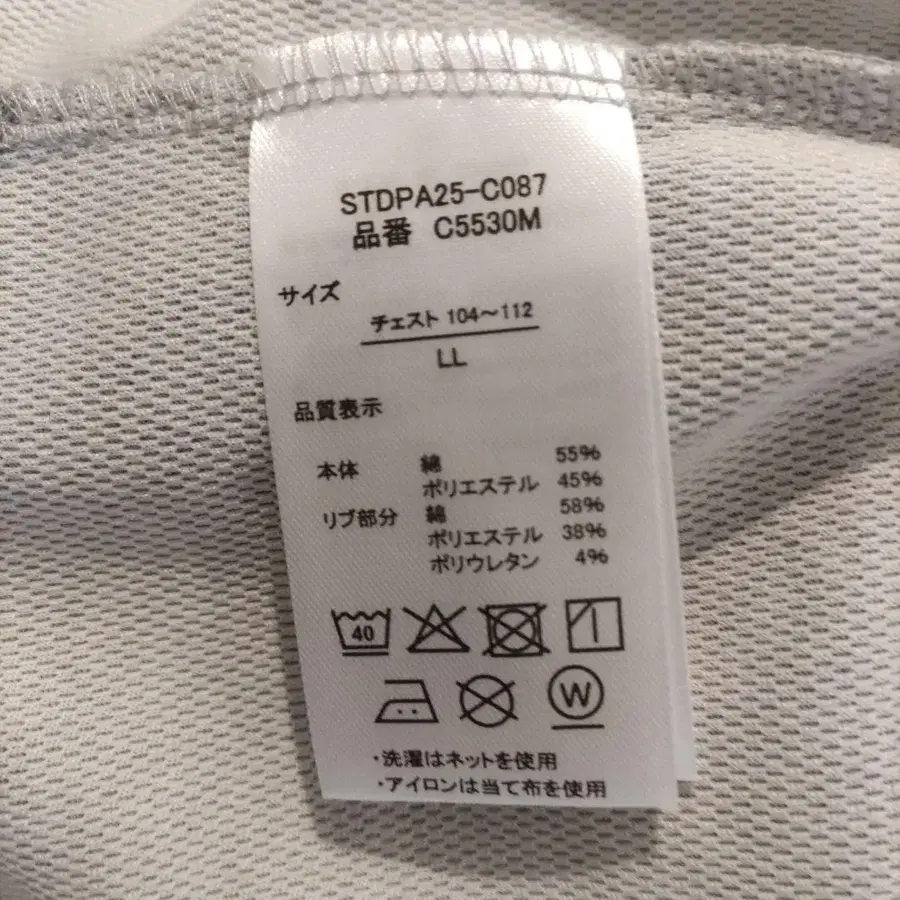 STDPA25-C087
品番 C5530M
サイズ
チェスト 104～112
LL
品質表示
本体 綿 55%
ポリエステル 45%
リブ部分 綿 58%
ポリエステル 38%
ポリウレタン 4%
40
W
・洗濯はネットを使用
・アイロンは当て布を使用